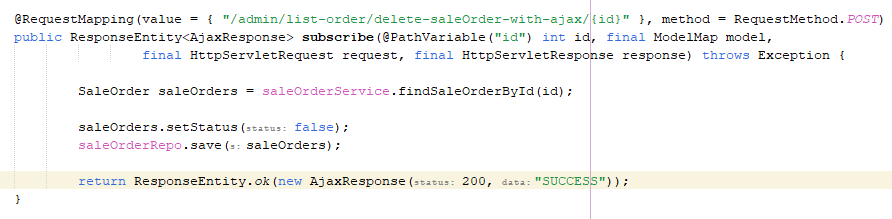 @RequestMapping(value = { "/admin/list-order/delete-saleOrder-with-ajax/{id}" }, method = RequestMethod.POST)
public ResponseEntity<AjaxResponse> subscribe(@PathVariable("id") int id, final ModelMap model,
final HttpServletRequest request, final HttpServletResponse response) throws Exception {
SaleOrder saleOrders = saleOrderService.findSaleOrderById(id);
saleOrders.setStatus(status: false);
saleOrderRepo.save(s: saleOrders);
return ResponseEntity.ok(new AjaxResponse(status: 200, data: "SUCCESS"));
}